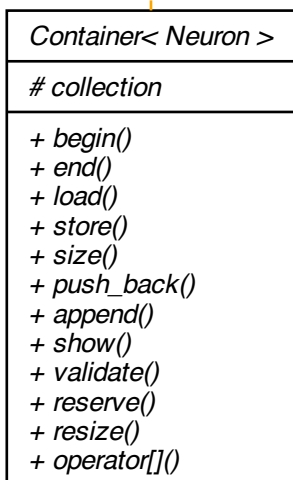 Container< Neuron >
# collection
+ begin()
+ end()
+ load()
+ store()
+ size()
+ push_back()
+ append()
+ show()
+ validate()
+ reserve()
+ resize()
+ operator[]()